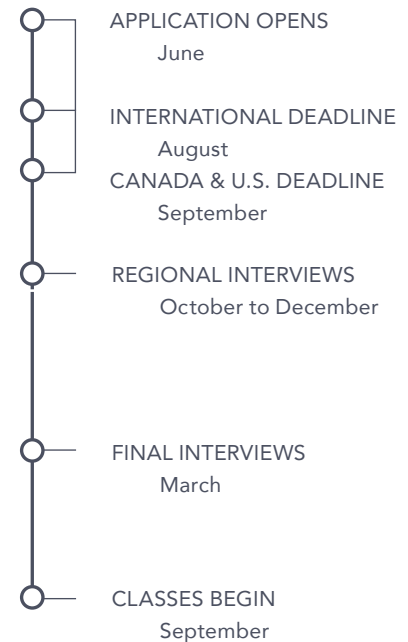 APPLICATION OPENS
June
INTERNATIONAL DEADLINE
August
CANADA & U.S. DEADLINE
September
REGIONAL INTERVIEWS
October to December
FINAL INTERVIEWS
March
CLASSES BEGIN
September